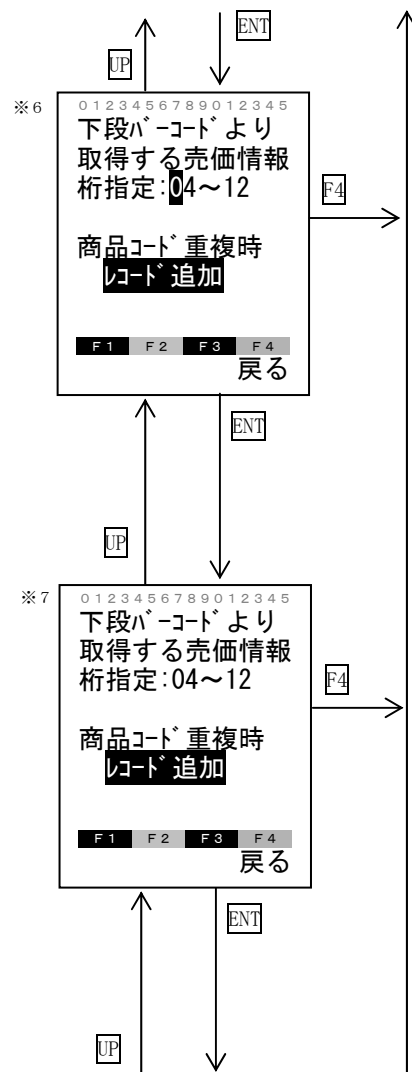 ENT
UP
※6
0123456789012345
下段ﾊﾞｰｺｰﾄﾞより
取得する売価情報
桁指定:04～12
F4
商品ｺｰﾄﾞ重複時
ﾚｺｰﾄﾞ追加
F1 F2 F3 F4
戻る
ENT
UP
※7
0123456789012345
下段ﾊﾞｰｺｰﾄﾞより
取得する売価情報
桁指定:04～12
F4
商品ｺｰﾄﾞ重複時
ﾚｺｰﾄﾞ追加
F1 F2 F3 F4
戻る
ENT
UP